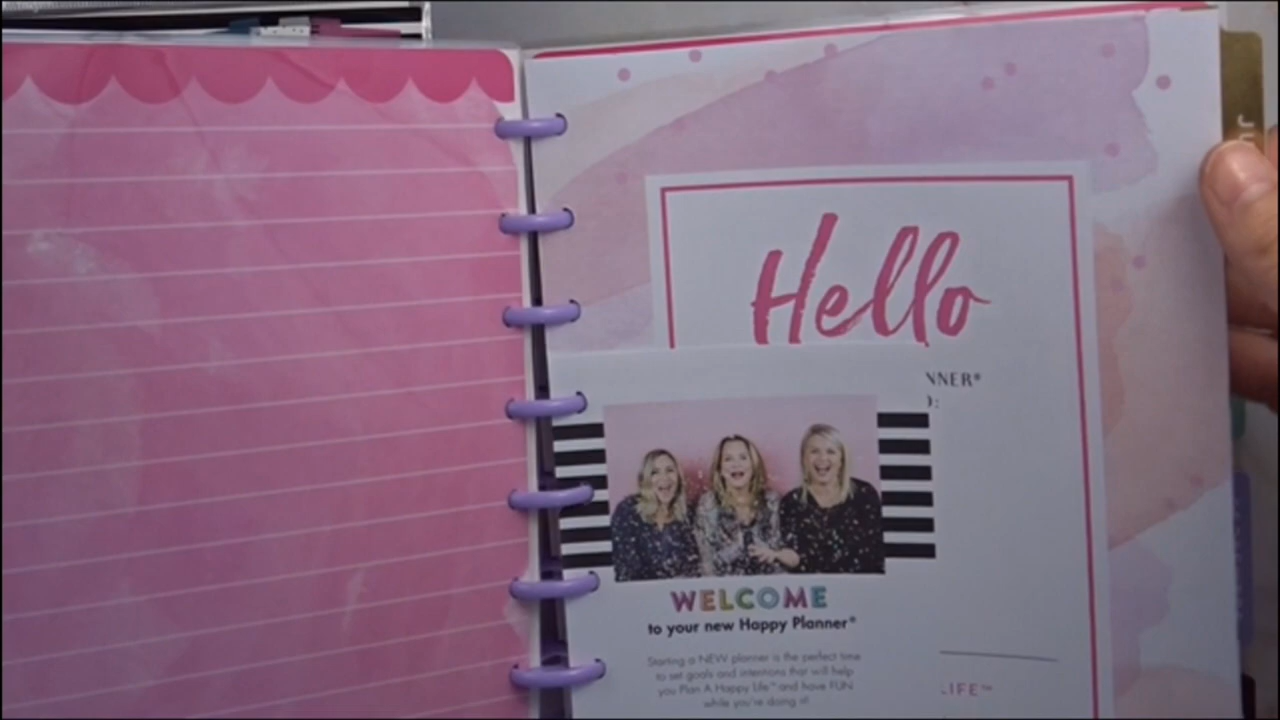 Hello
NNER®
WELCOME
to your new Happy Planner®
Starting a NEW planner is the perfect time
to set goals and intentions that will help
you Plan A Happy Life™ and have FUN
while you're doing it!
LIFE™